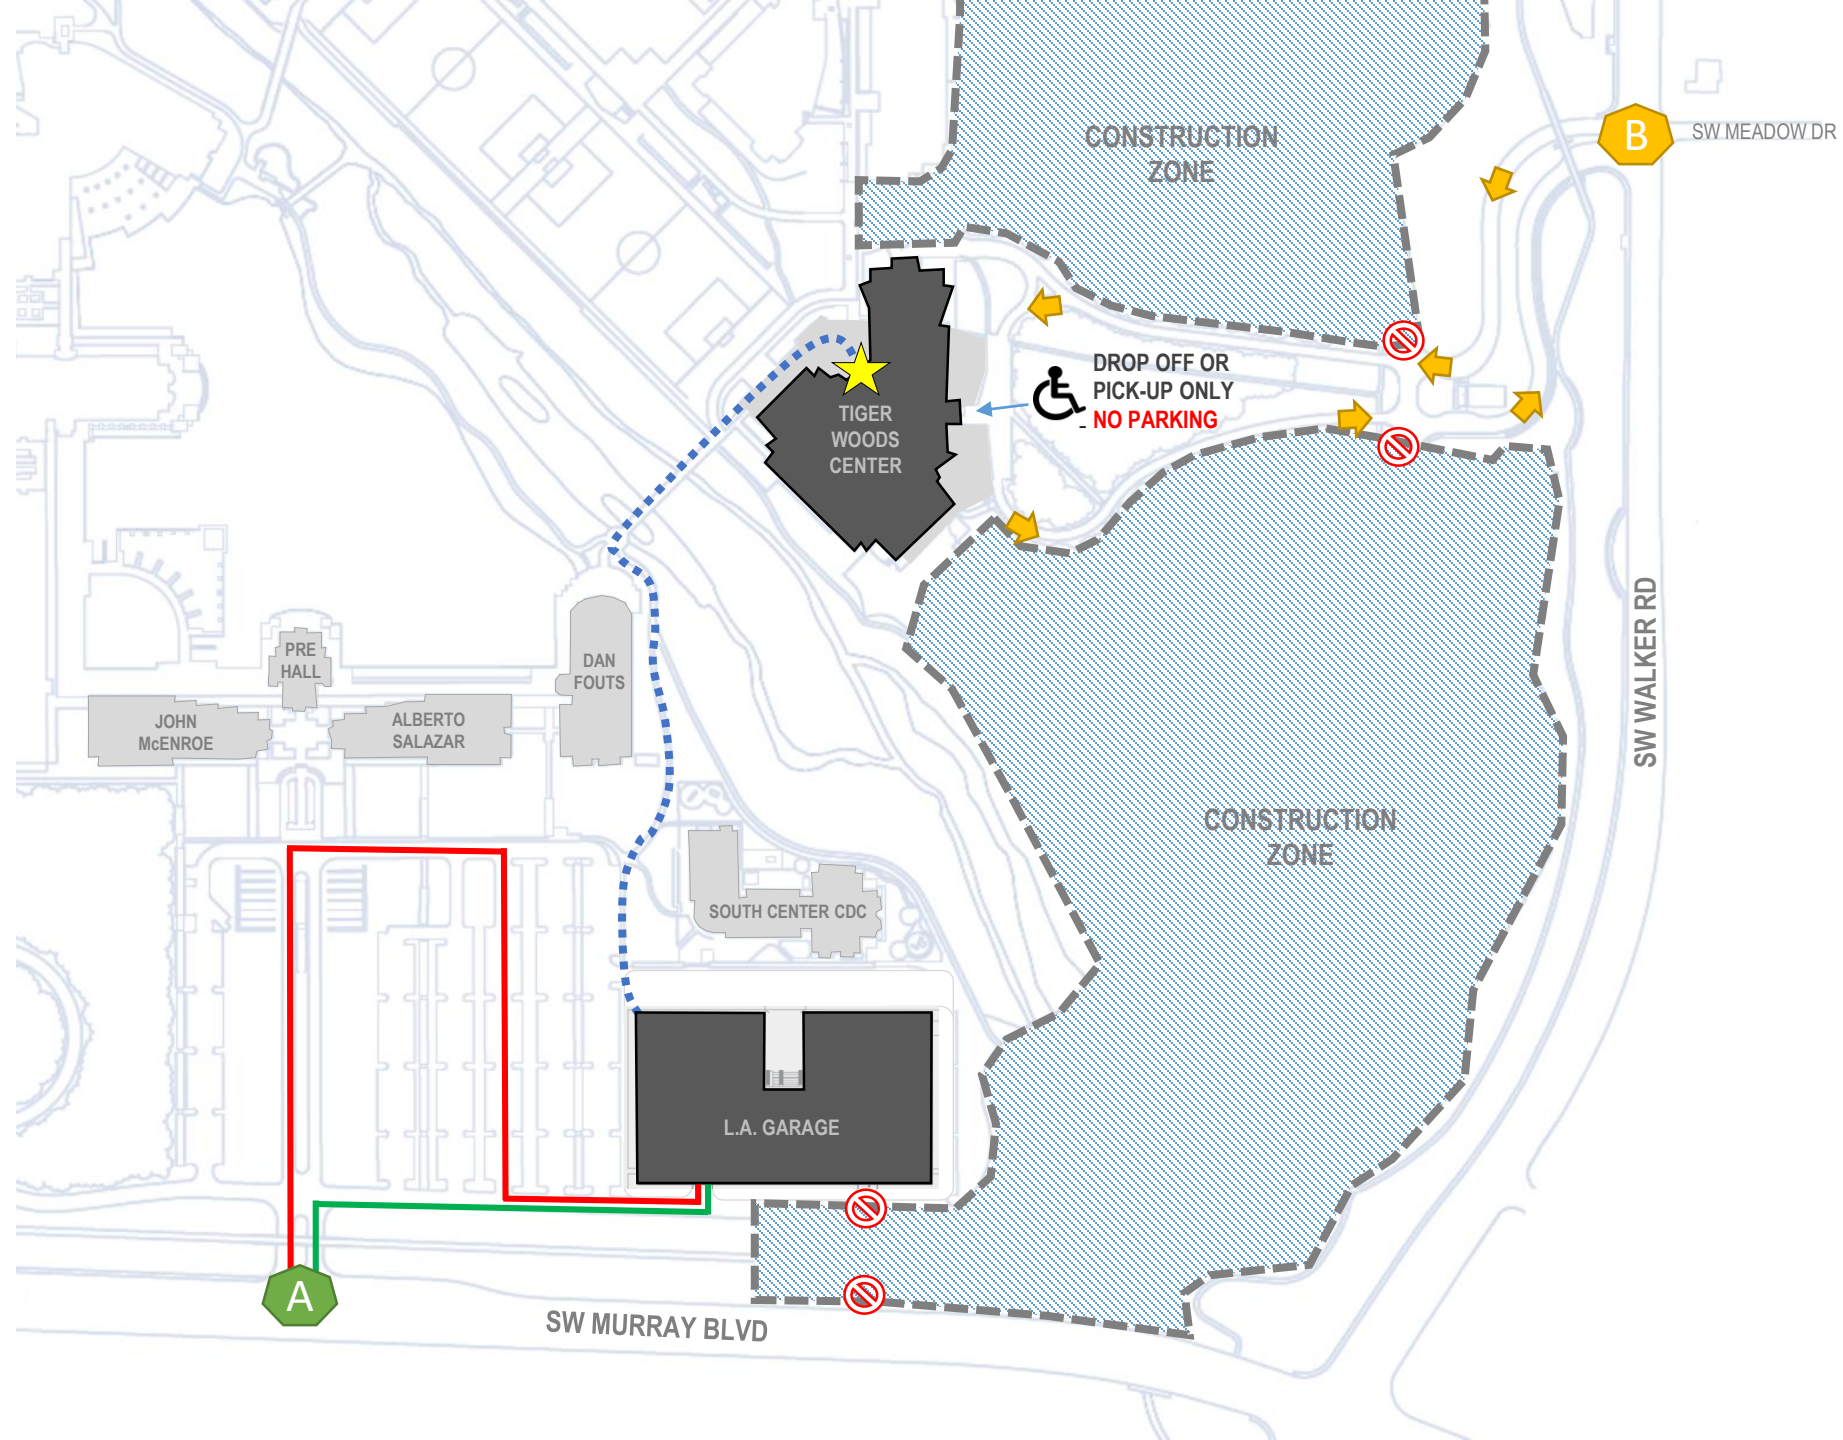 CONSTRUCTION
ZONE
B
SW MEADOW DR
DROP OFF OR
PICK-UP ONLY
NO PARKING
TIGER
WOODS
CENTER
PRE
HALL
DAN
FOUTS
JOHN
McENROE
ALBERTO
SALAZAR
SW WALKER RD
CONSTRUCTION
ZONE
SOUTH CENTER CDC
L.A. GARAGE
A
SW MURRAY BLVD